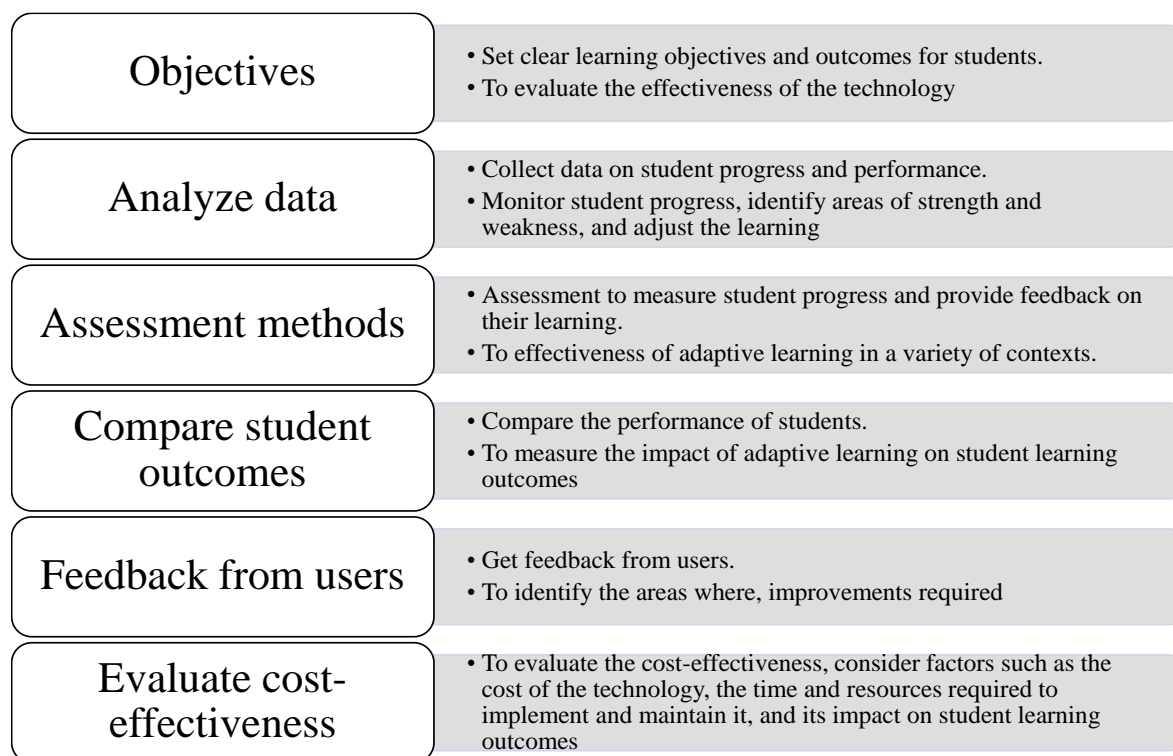 Objectives
• Set clear learning objectives and outcomes for students.
• To evaluate the effectiveness of the technology
Analyze data
• Collect data on student progress and performance.
• Monitor student progress, identify areas of strength and
weakness, and adjust the learning
Assessment methods
• Assessment to measure student progress and provide feedback on
their learning.
• To effectiveness of adaptive learning in a variety of contexts.
Compare student
outcomes
• Compare the performance of students.
• To measure the impact of adaptive learning on student learning
outcomes
Feedback from users
• Get feedback from users.
• To identify the areas where, improvements required
Evaluate cost-
effectiveness
• To evaluate the cost-effectiveness, consider factors such as the
cost of the technology, the time and resources required to
implement and maintain it, and its impact on student learning
outcomes